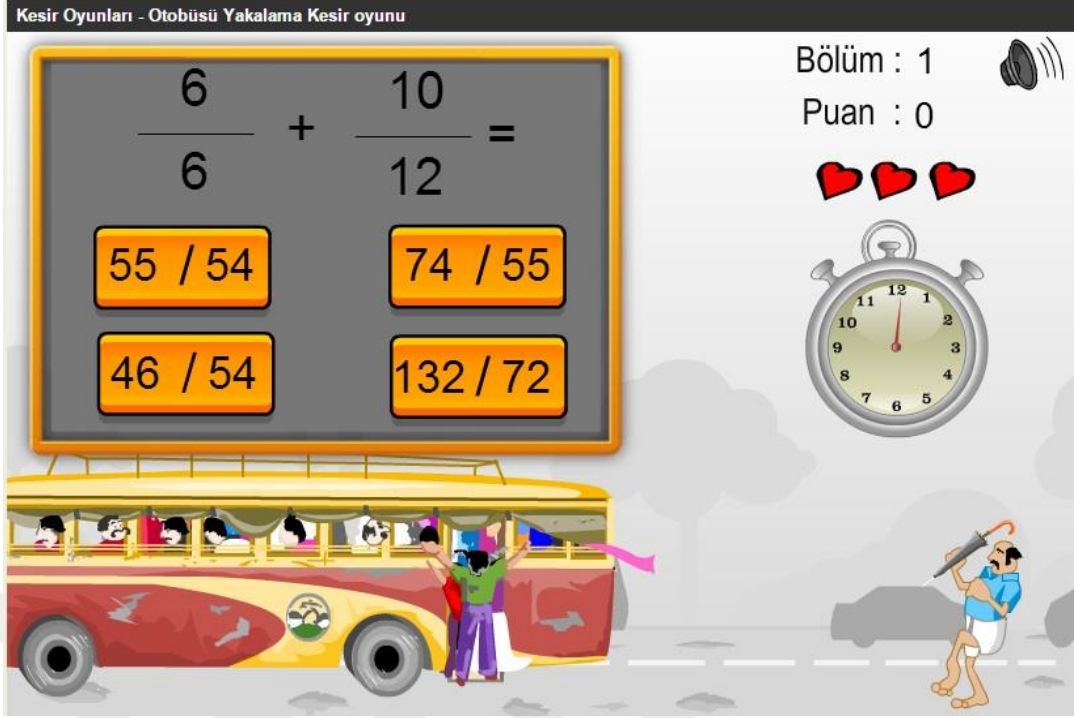 Kesir Oyunları - Otobüsü Yakalama Kesir oyunu
Bölüm : 1
Puan : 0
6 10
+ =
6 12
55 / 54 74 / 55
46 / 54 132 / 72
12
11 1
10 2
9 3
8 4
7 5
6